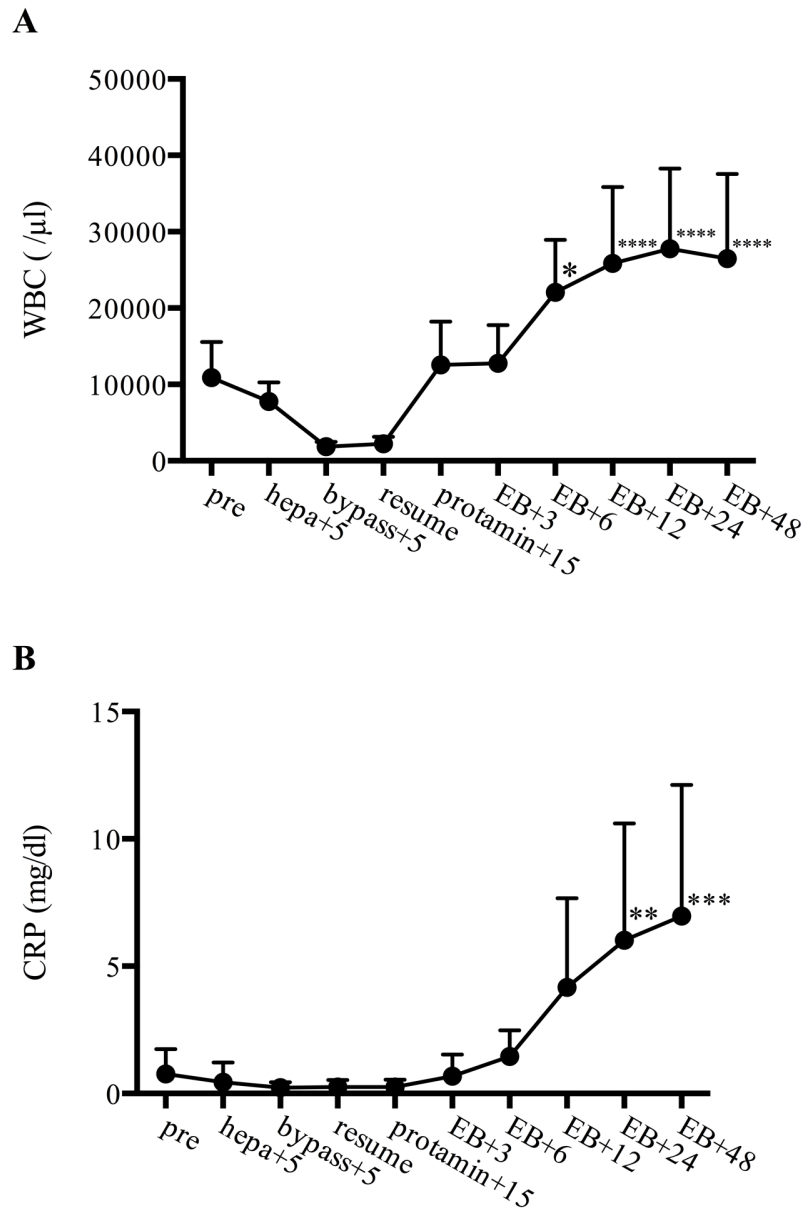 A
50000
40000
30000
20000
10000
0
WBC ( /μl)
*
****
****
****
pre
hepa+5
bypass+5
resume
protamin+15
EB+3
EB+6
EB+12
EB+24
EB+48
B
15
10
5
0
CRP (mg/dl)
**
***
pre
hepa+5
bypass+5
resume
protamin+15
EB+3
EB+6
EB+12
EB+24
EB+48